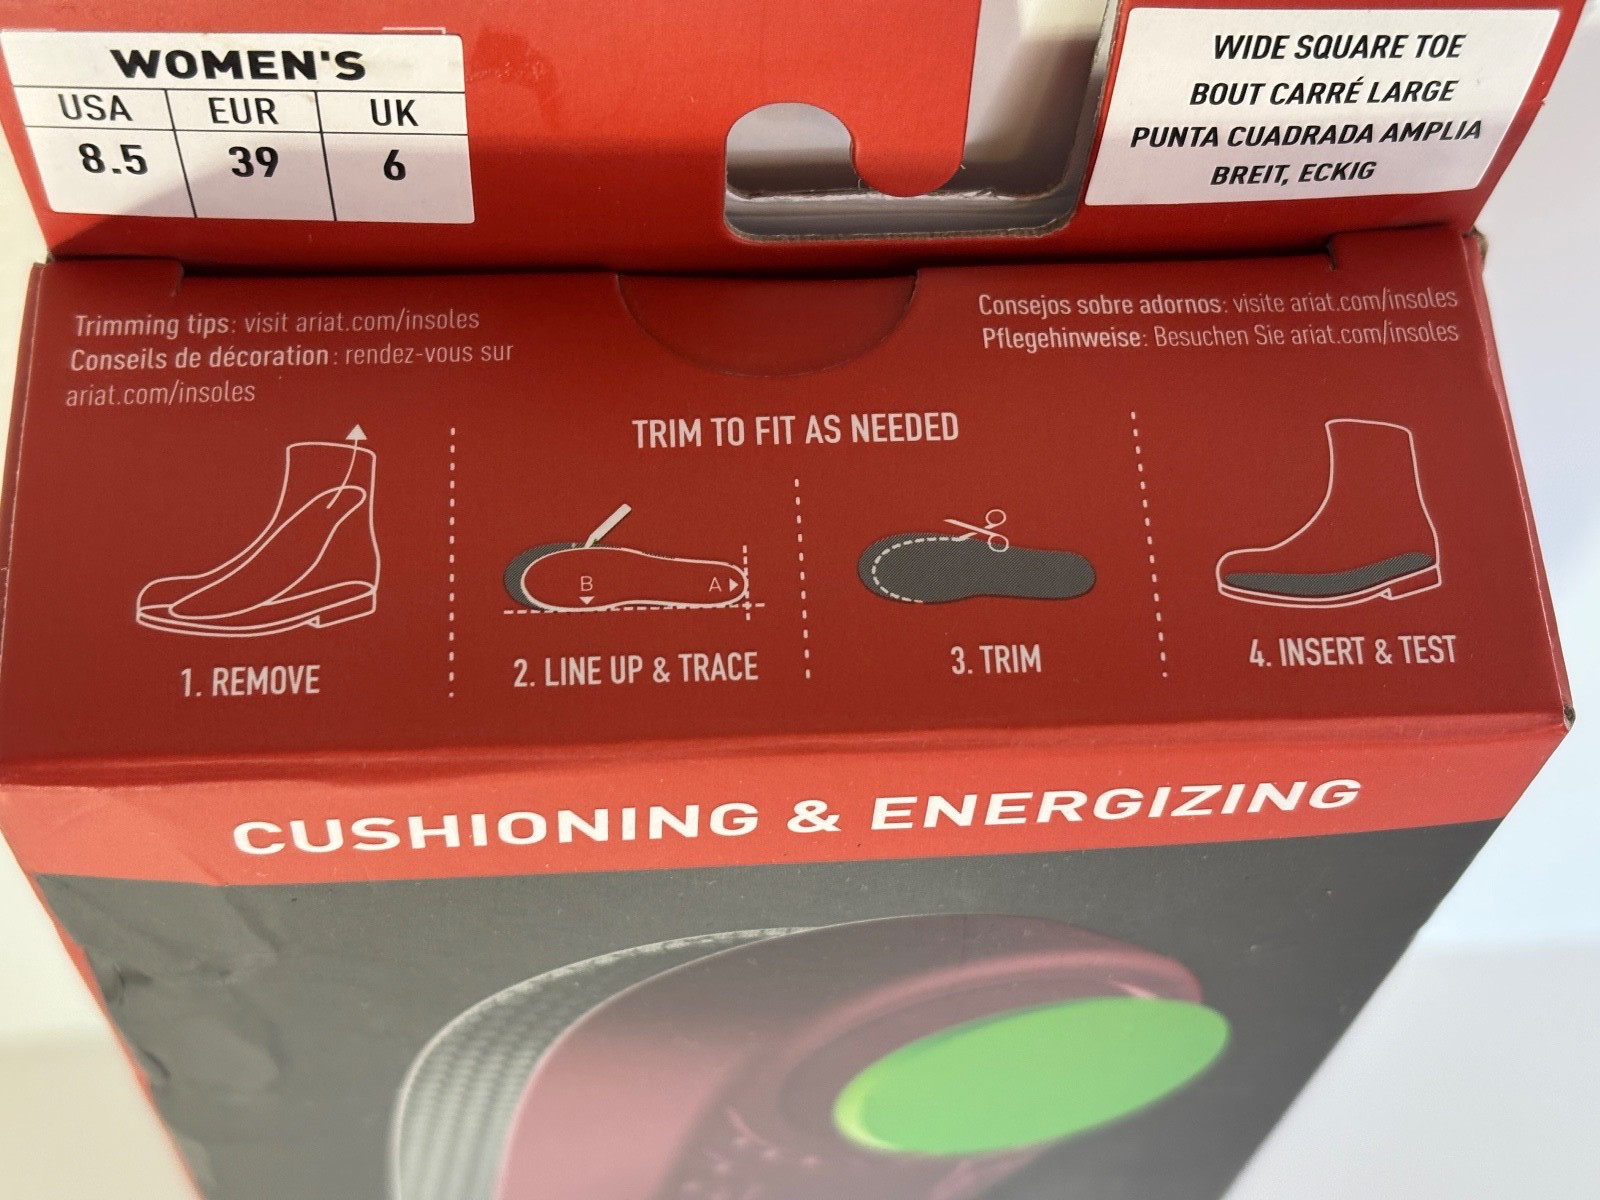 WOMEN'S
USA EUR UK
8.5 39 6
WIDE SQUARE TOE
BOUT CARRÉ LARGE
PUNTA CUADRADA AMPLIA
BREIT, ECKIG
Trimming tips: visit ariat.com/insoles
Conseils de décoration: rendez-vous sur
ariat.com/insoles
Consejos sobre adornos: visite ariat.com/insoles
Pflegehinweise: Besuchen Sie ariat.com/insoles
TRIM TO FIT AS NEEDED
B A
1. REMOVE
2. LINE UP & TRACE
3. TRIM
4. INSERT & TEST
CUSHIONING & ENERGIZING